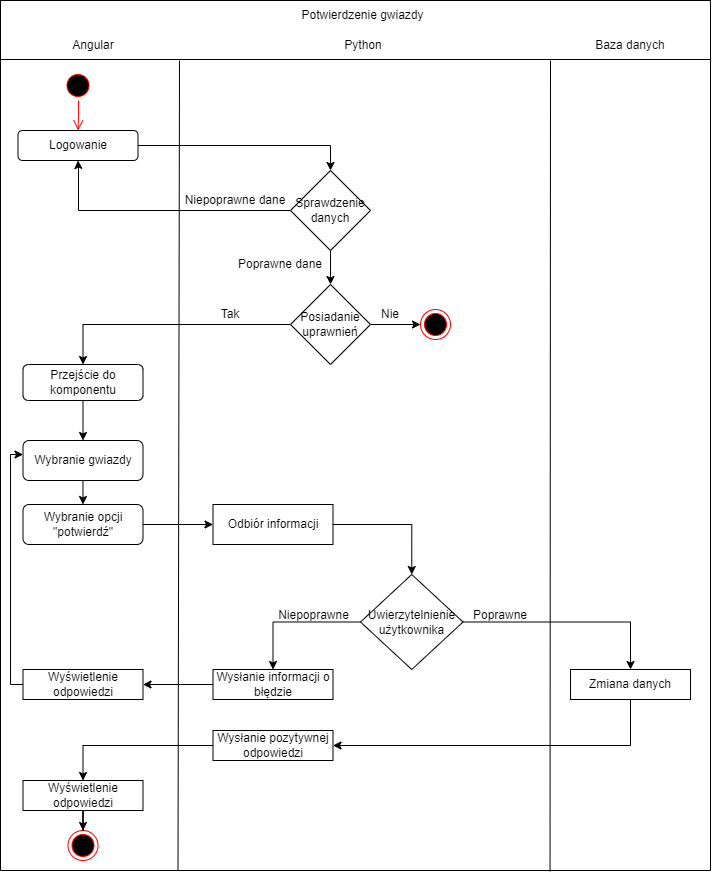 Potwierdzenie gwiazdy
Angular
Python
Baza danych
Logowanie
Niepoprawne dane
Sprawdzenie
danych
Poprawne dane
Tak
Posiadanie
uprawnień
Nie
Przejście do
komponentu
Wybranie gwiazdy
Wybranie opcji
"potwierdź"
Odbiór informacji
Niepoprawne
Uwierzytelnienie
użytkownika
Poprawne
Wyświetlenie
odpowiedzi
Wysłanie informacji o
błędzie
Zmiana danych
Wysłanie pozytywnej
odpowiedzi
Wyświetlenie
odpowiedzi